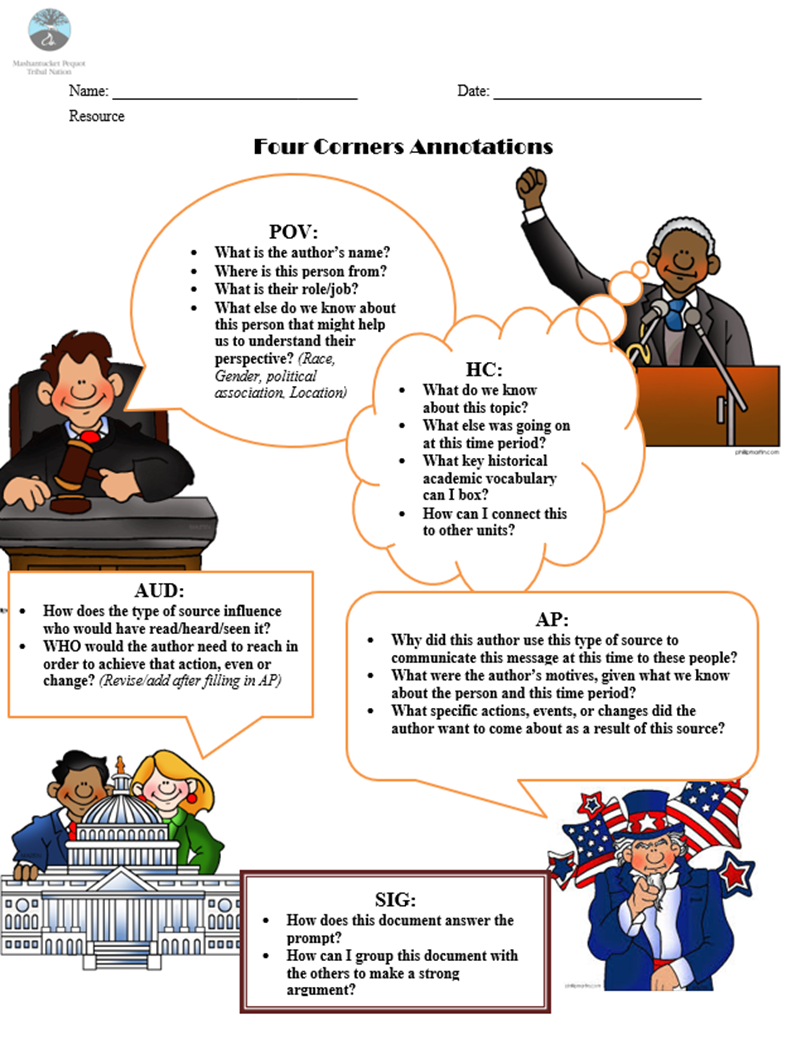 Mashantucket Pequot
Tribal Nation
Name: ________________________________
Date: ___________________________
Resource
Four Corners Annotations
POV:
• What is the author’s name?
• Where is this person from?
• What is their role/job?
• What else do we know about
this person that might help
us to understand their
perspective? (Race,
Gender, political
association, Location)
HC:
• What do we know
about this topic?
• What else was going on
at this time period?
• What key historical
academic vocabulary
can I box?
• How can I connect this
to other units?
philipmartin.com
AUD:
• How does the type of source influence
who would have read/heard/seen it?
• WHO would the author need to reach in
order to achieve that action, even or
change? (Revise/add after filling in AP)
AP:
• Why did this author use this type of source to
communicate this message at this time to these people?
• What were the author’s motives, given what we know
about the person and this time period?
• What specific actions, events, or changes did the
author want to come about as a result of this source?
SIG:
• How does this document answer the
prompt?
• How can I group this document with
the others to make a strong
argument?
philipmartin.com